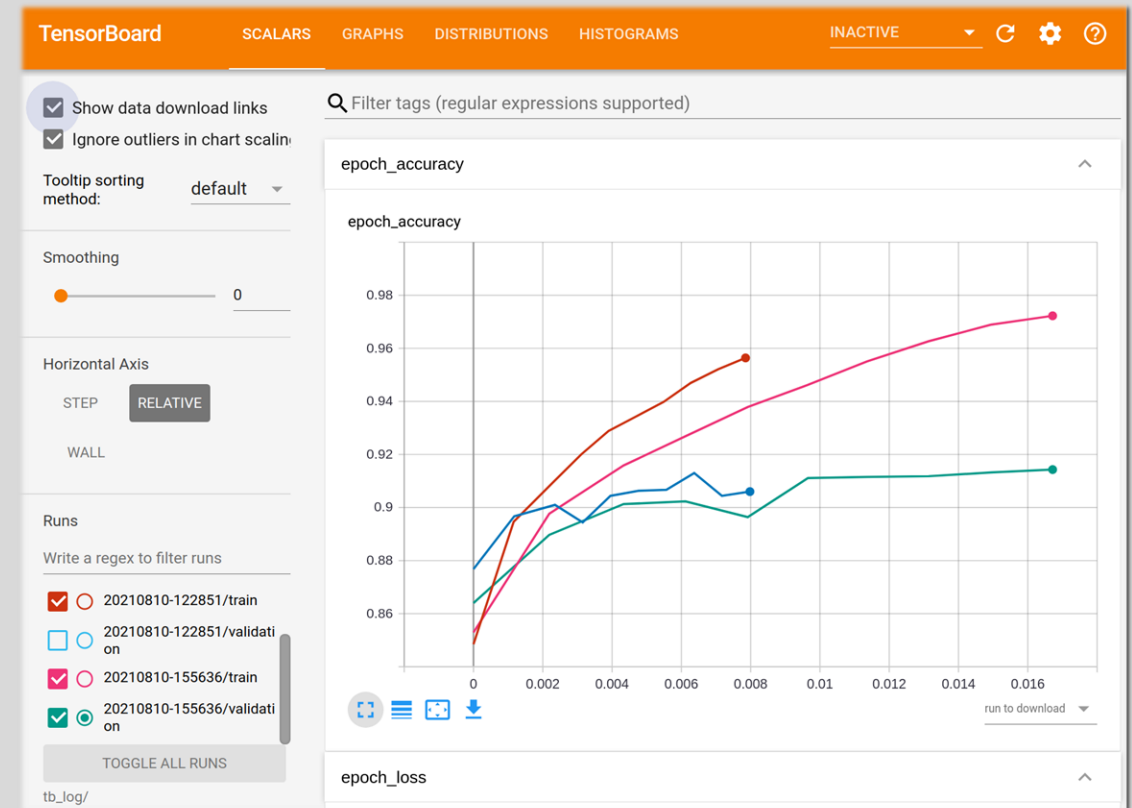 TensorBoard
SCALARS
GRAPHS
DISTRIBUTIONS
HISTOGRAMS
INACTIVE
Show data download links
Ignore outliers in chart scalin
Tooltip sorting
method:
default
Smoothing
0
Horizontal Axis
STEP
RELATIVE
WALL
Runs
Write a regex to filter runs
20210810-122851/train
20210810-122851/validati
on
20210810-155636/train
20210810-155636/validati
on
TOGGLE ALL RUNS
tb_log/
Filter tags (regular expressions supported)
epoch_accuracy
epoch_accuracy
0.98
0.96
0.94
0.92
0.9
0.88
0.86
0 0.002 0.004 0.006 0.008 0.01 0.012 0.014 0.016
run to download
epoch_loss